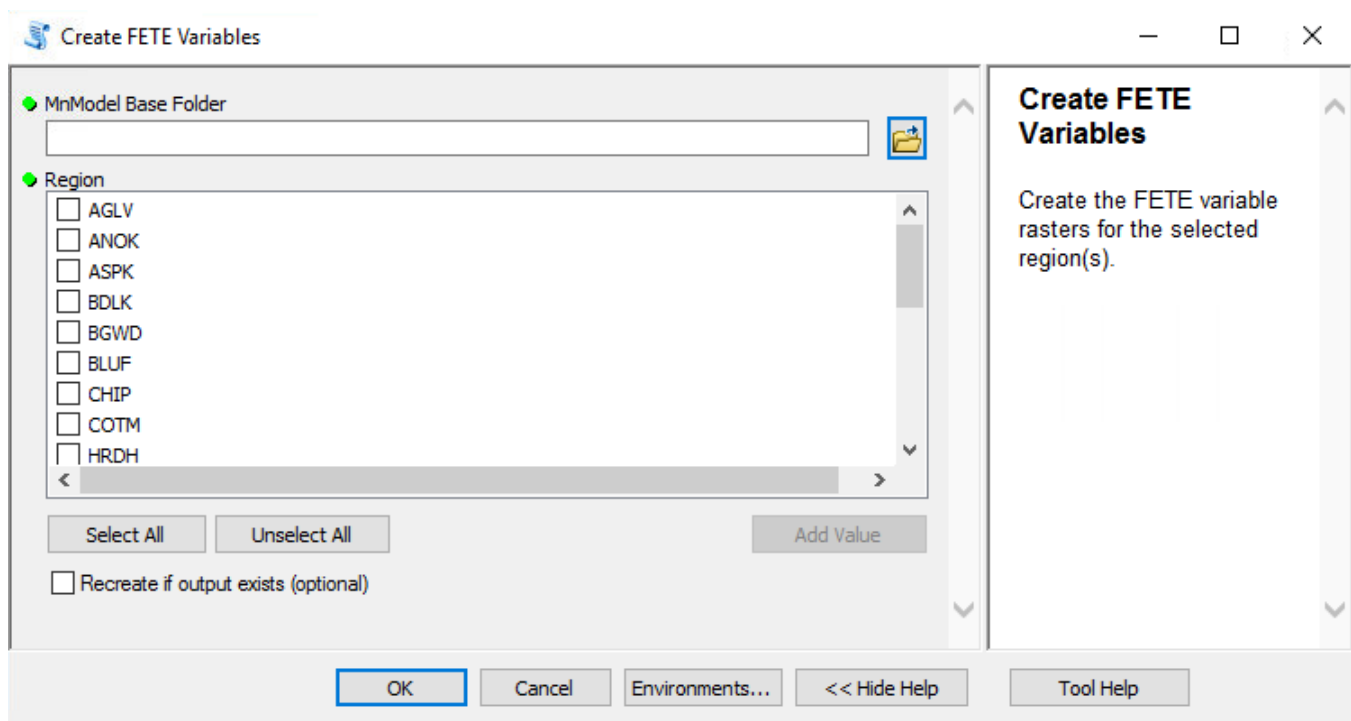 Create FETE Variables
MnModel Base Folder
Region
AGLV
ANOK
ASPK
BDLK
BGWD
BLUF
CHIP
COTM
HRDH
Select All
Unselect All
Add Value
Recreate if output exists (optional)
Create FETE
Variables
Create the FETE variable
rasters for the selected
region(s).
OK
Cancel
Environments...
<< Hide Help
Tool Help